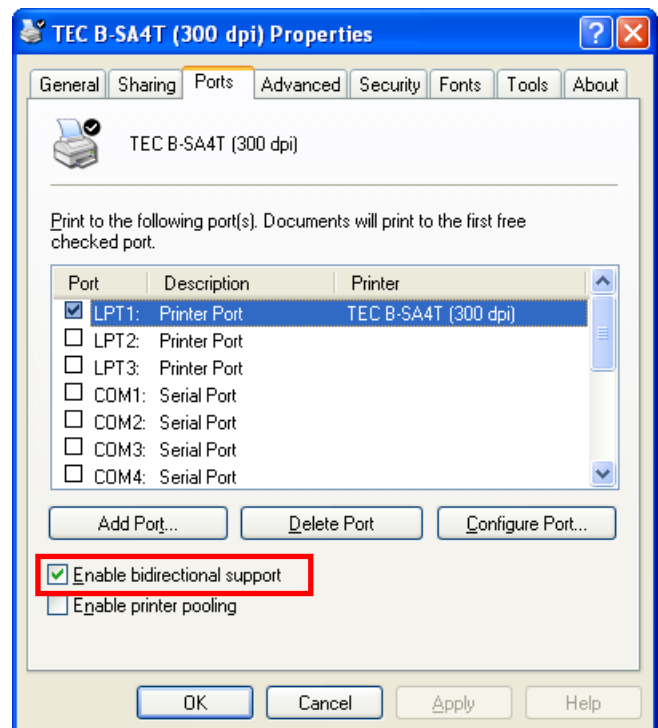 TEC B-SA4T (300 dpi) Properties
General Sharing Ports Advanced Security Fonts Tools About
TEC B-SA4T (300 dpi)
Print to the following port(s). Documents will print to the first free
checked port.
Port Description Printer
LPT1: Printer Port TEC B-SA4T (300 dpi)
LPT2: Printer Port
LPT3: Printer Port
COM1: Serial Port
COM2: Serial Port
COM3: Serial Port
COM4: Serial Port
Add Port... Delete Port Configure Port...
Enable bidirectional support
Enable printer pooling
OK Cancel Apply Help